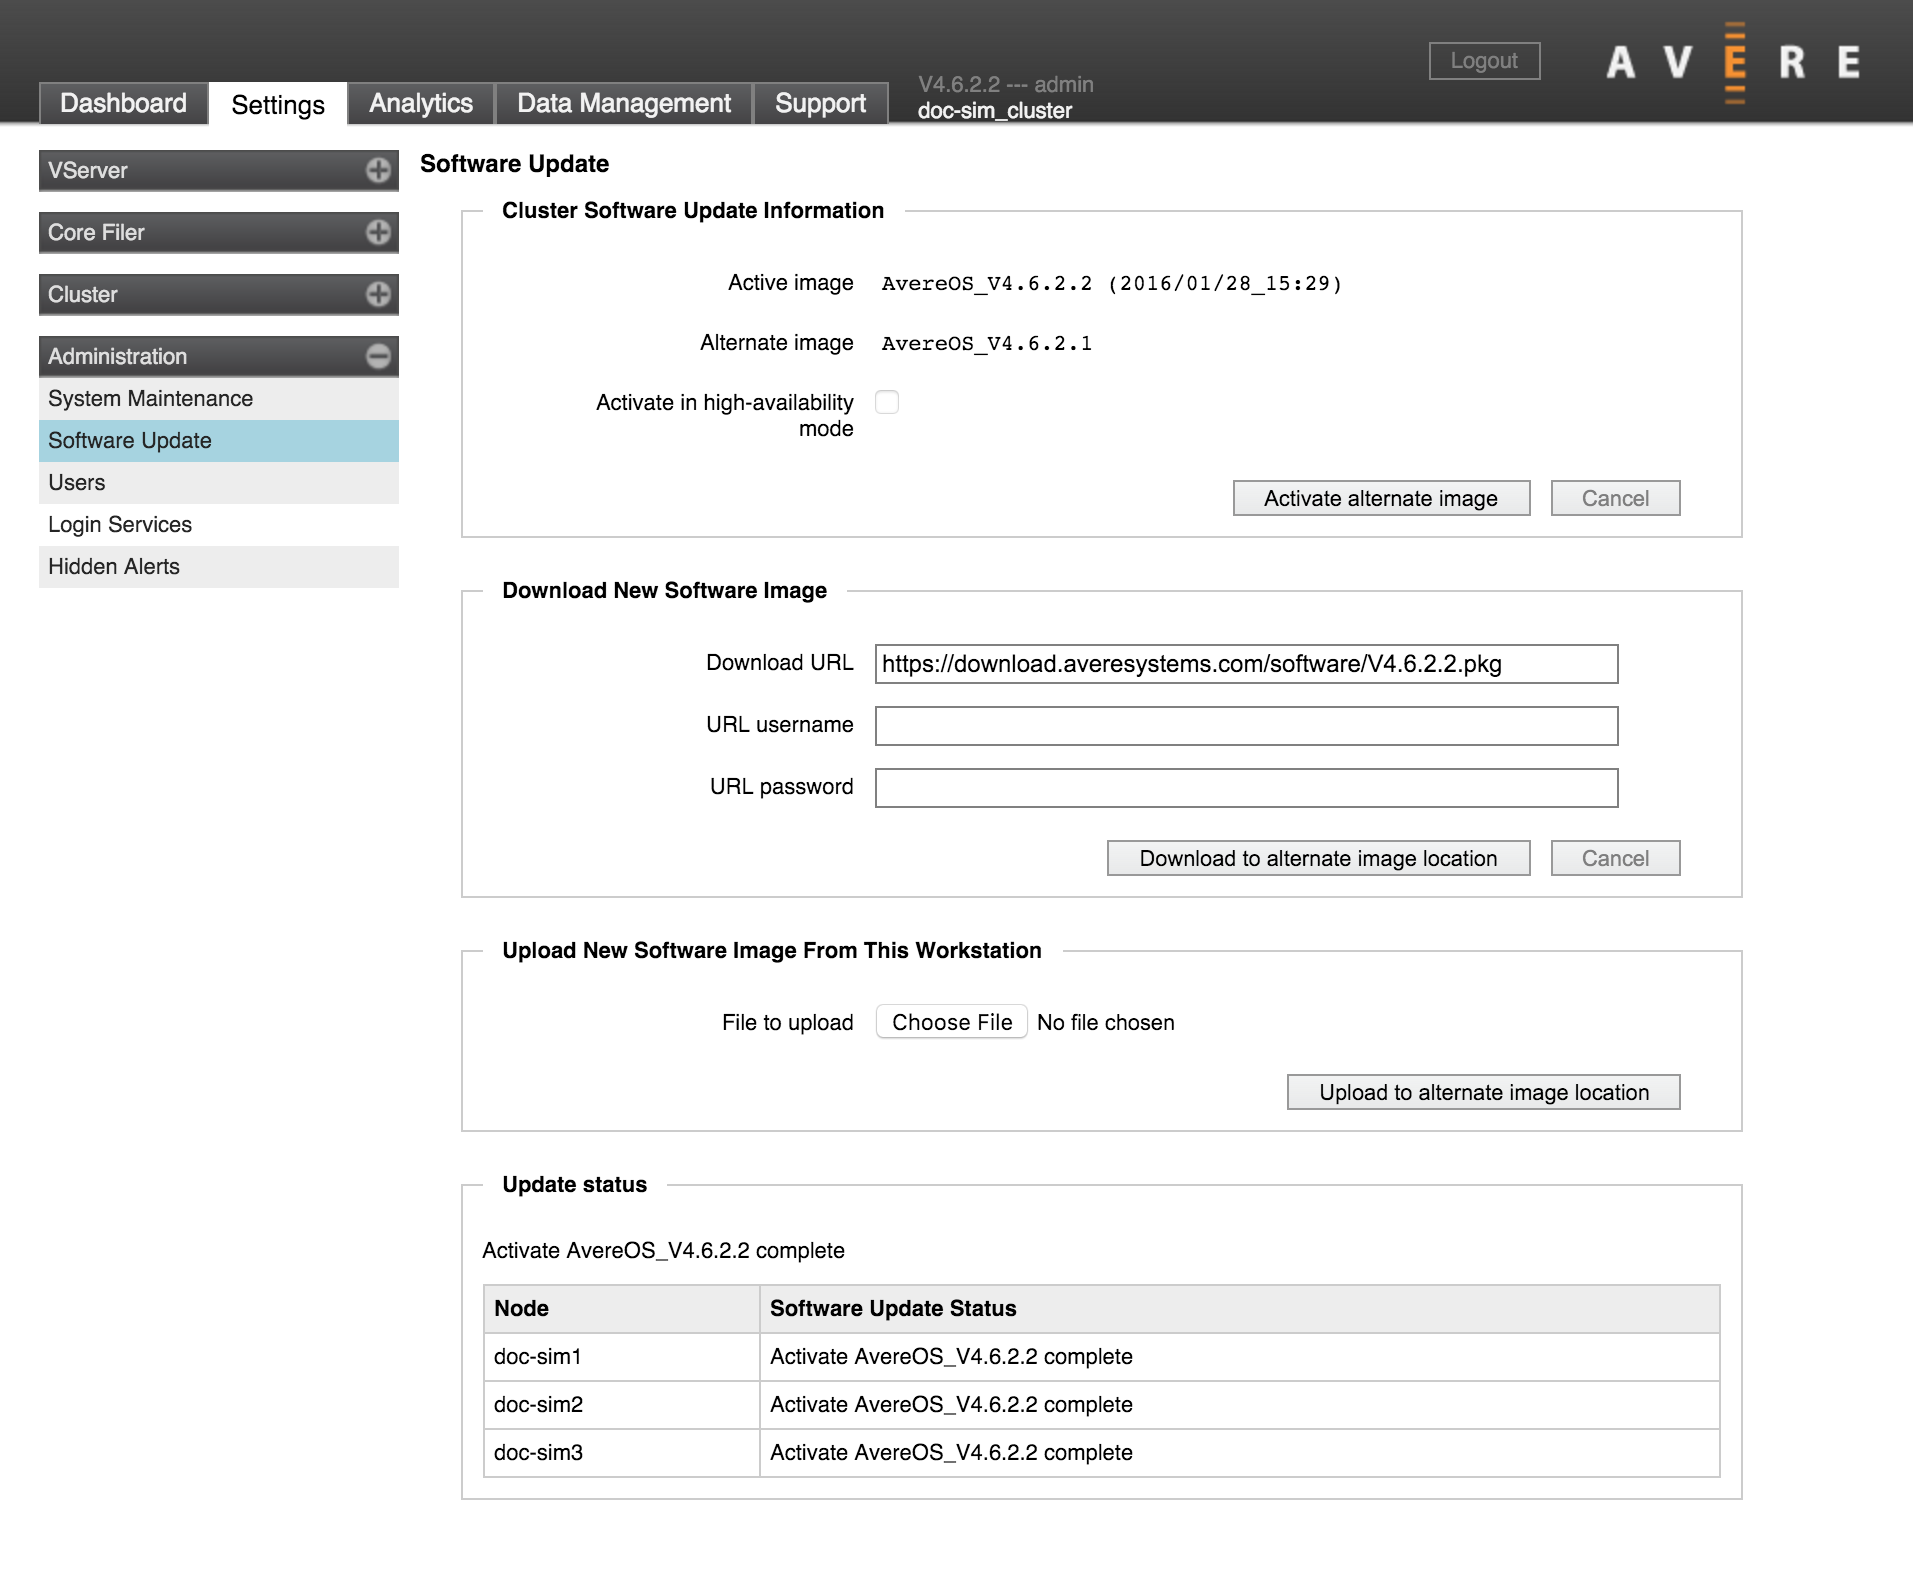 Logout
AVERE
V4.6.2.2 --- admin
Dashboard Settings Analytics Data Management Support doc-sim_cluster
VServer
Core Filer
Cluster
Administration
System Maintenance
Software Update
Users
Login Services
Hidden Alerts
Software Update
Cluster Software Update Information
Active image AvereOS_V4.6.2.2 (2016/01/28_15:29)
Alternate image AvereOS_V4.6.2.1
Activate in high-availability
mode
Activate alternate image Cancel
Download New Software Image
Download URL https://download.averesystems.com/software/V4.6.2.2.pkg
URL username
URL password
Download to alternate image location Cancel
Upload New Software Image From This Workstation
File to upload Choose File No file chosen
Upload to alternate image location
Update status
Activate AvereOS_V4.6.2.2 complete
Node Software Update Status
doc-sim1 Activate AvereOS_V4.6.2.2 complete
doc-sim2 Activate AvereOS_V4.6.2.2 complete
doc-sim3 Activate AvereOS_V4.6.2.2 complete